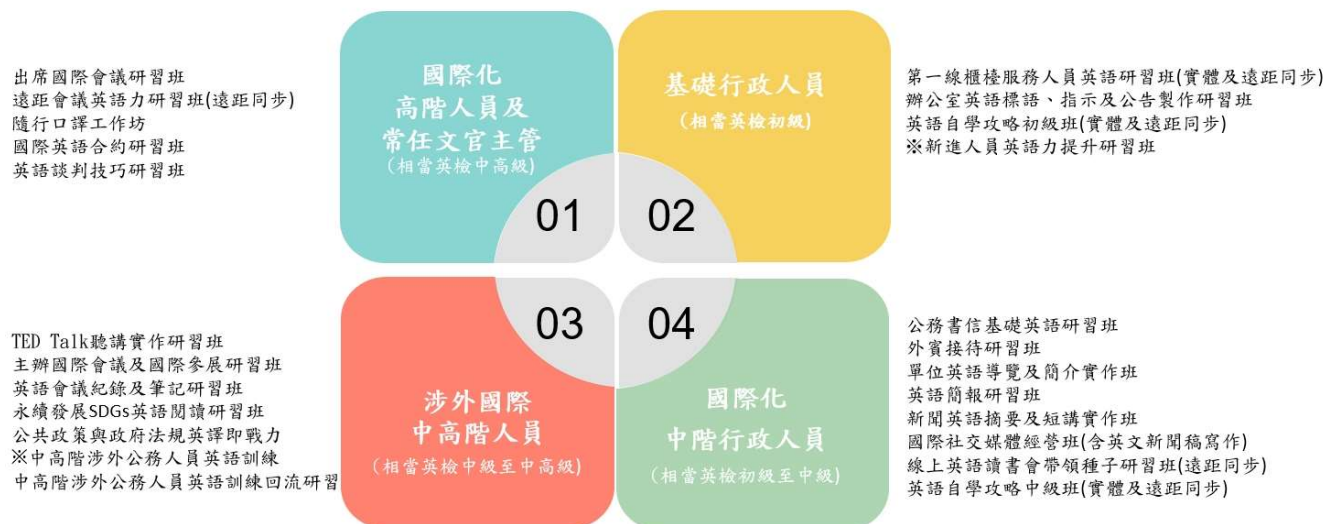 出席國際會議研習班
遠距會議英語力研習班(遠距同步)
隨行口譯工作坊
國際英語合約研習班
英語談判技巧研習班
國際化
高階人員及
常任文官主管
(相當英檢中高級)
01
基礎行政人員
(相當英檢初級)
02
第一線櫃檯服務人員英語研習班(實體及遠距同步)
辦公室英語標語、指示及公告製作研習班
英語自學攻略初級班(實體及遠距同步)
※新進人員英語力提升研習班
TED Talk聽講實作研習班
主辦國際會議及國際參展研習班
英語會議紀錄及筆記研習班
永續發展SDGs英語閱讀研習班
公共政策與政府法規英譯即戰力
※中高階涉外公務人員英語訓練
中高階涉外公務人員英語訓練回流研習
03
涉外國際
中高階人員
(相當英檢中級至中高級)
04
國際化
中階行政人員
(相當英檢初級至中級)
公務書信基礎英語研習班
外賓接待研習班
單位英語導覽及簡介實作班
英語簡報研習班
新聞英語摘要及短講實作班
國際社交媒體經營班(含英文新聞稿寫作)
線上英語讀書會帶領種子研習班(遠距同步)
英語自學攻略中級班(實體及遠距同步)